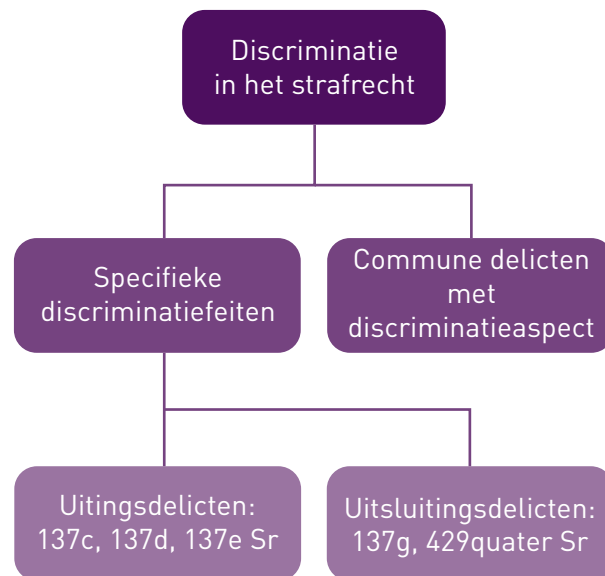 Discriminatie
in het strafrecht
Specifieke
discriminatiefeiten
Commune delicten
met
discriminatieaspect
Uitingsdelicten:
137c, 137d, 137e Sr
Uitsluitingsdelicten:
137g, 429quater Sr